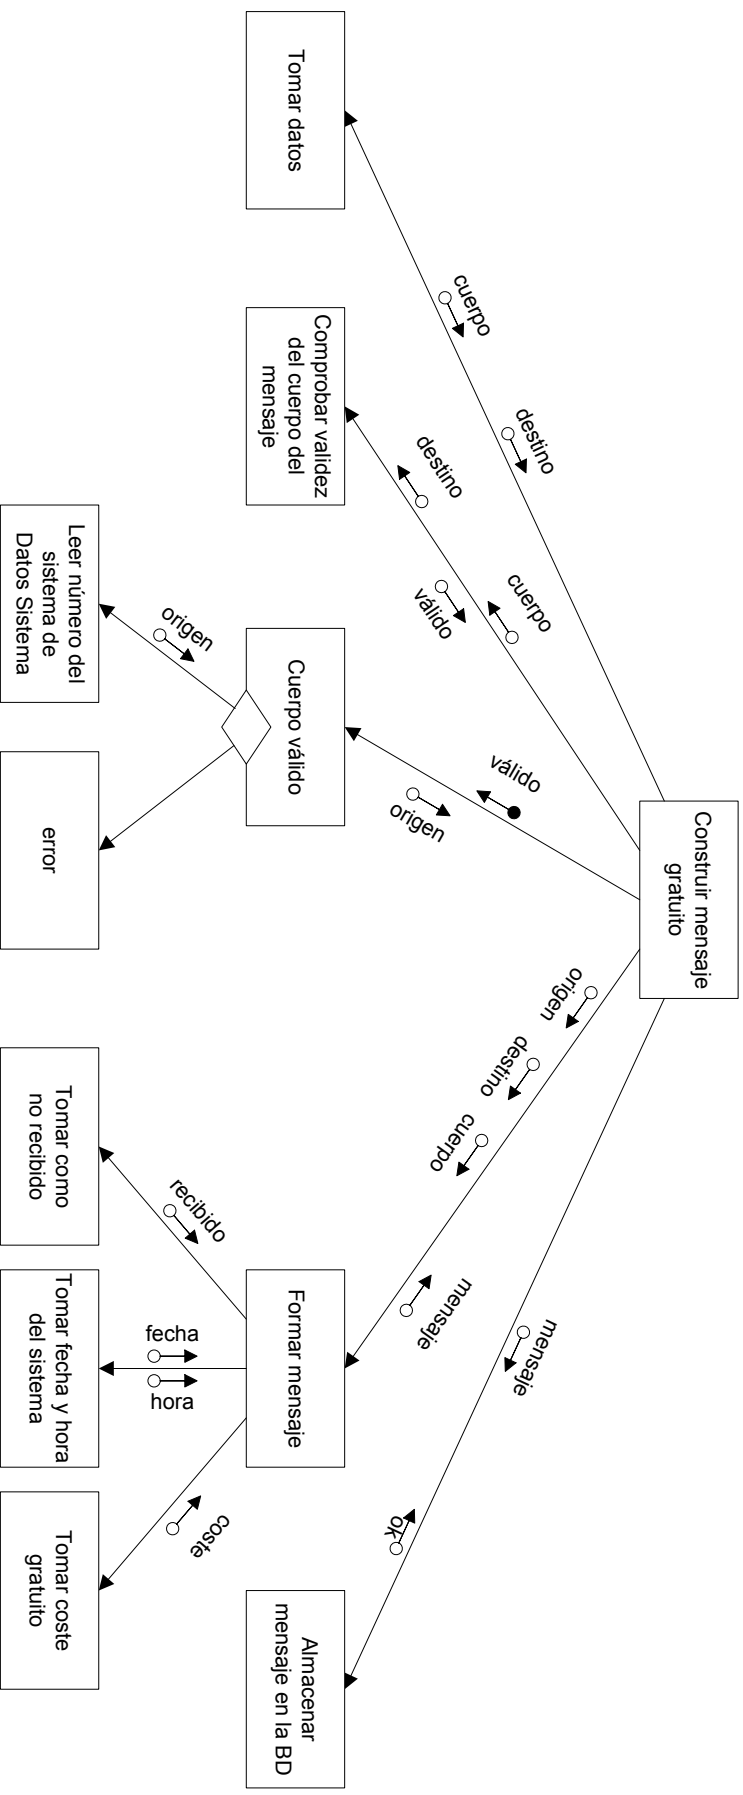 Construir mensaje
gratuito
cuerpo
destino
destino
cuerpo
válido
válido
origen
origen
destino
cuerpo
mensaje
mensaje
ok
Tomar datos
Comprobar validez
del cuerpo del
mensaje
Cuerpo válido
Formar mensaje
Almacenar
mensaje en la BD
origen
recibido
fecha
hora
coste
Leer número del
sistema de
Datos Sistema
error
Tomar como
no recibido
Tomar fecha y hora
del sistema
Tomar coste
gratuito